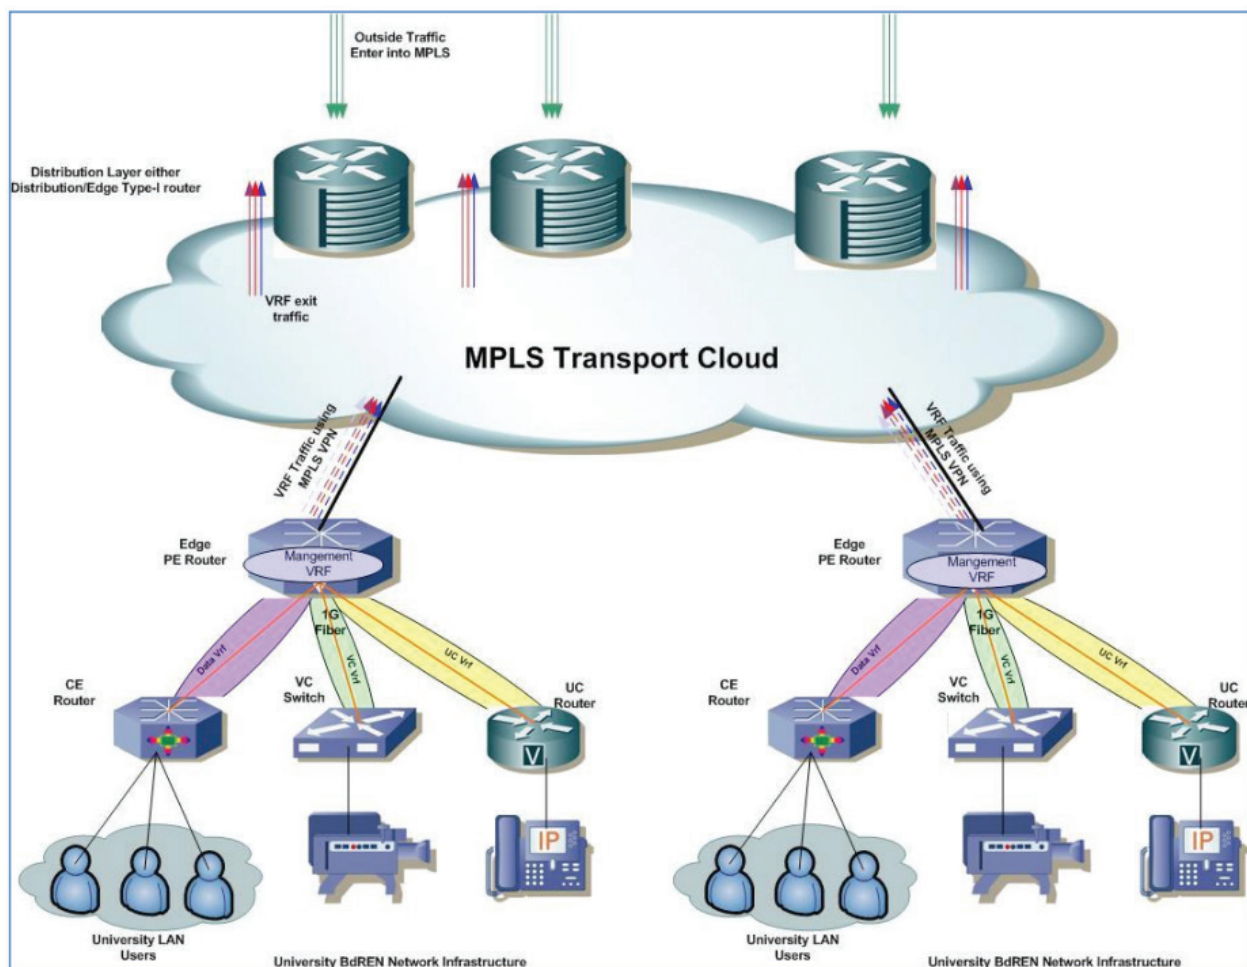 Outside Traffic
Enter into MPLS
Distribution Layer either
Distribution/Edge Type-I router
VRF exit
traffic
MPLS Transport Cloud
VRF Traffic using
MPLS VPN
VRF Traffic using
MPLS VPN
Edge
PE Router
Mangement
VRF
Edge
PE Router
Mangement
VRF
1G
Fiber
Data Vrf
VC Vrf
UC Vrf
1G
Fiber
Data Vrf
VC Vrf
UC Vrf
CE
Router
VC
Switch
UC
Router
CE
Router
VC
Switch
UC
Router
V
V
IP
IP
University LAN
Users
University LAN
Users
University BdREN Network Infrastructure
University BdREN Network Infrastructure